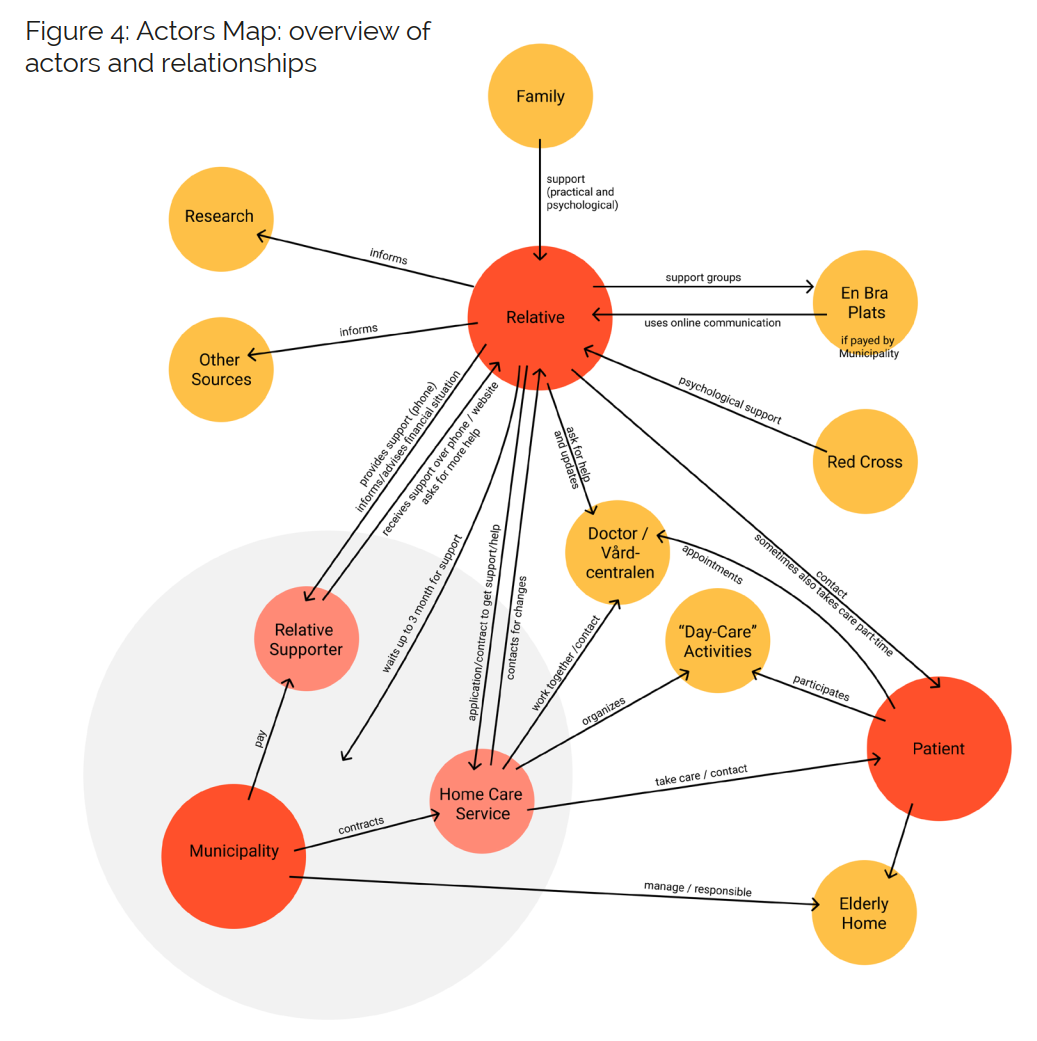 Figure 4: Actors Map: overview of
actors and relationships
Family
support
(practical and
psychological)
Research
informs
Relative
support groups
En Bra
Plats
uses online communication
if payed by
Municipality
informs
Other
Sources
psychological support
Red Cross
provides support (phone)
informs/advises financial situation
receives support over phone / website
asks for more help
ask for help
and updates
waits up to 3 month for support
application/contract to get support/help
contacts for changes
Doctor /
Vård-
centralen
appointments
contact
sometimes also takes care part-time
Relative
Supporter
work together /contact
"Day-Care"
Activities
participates
organizes
pay
Patient
take care / contact
Home Care
Service
contracts
Municipality
manage / responsible
Elderly
Home